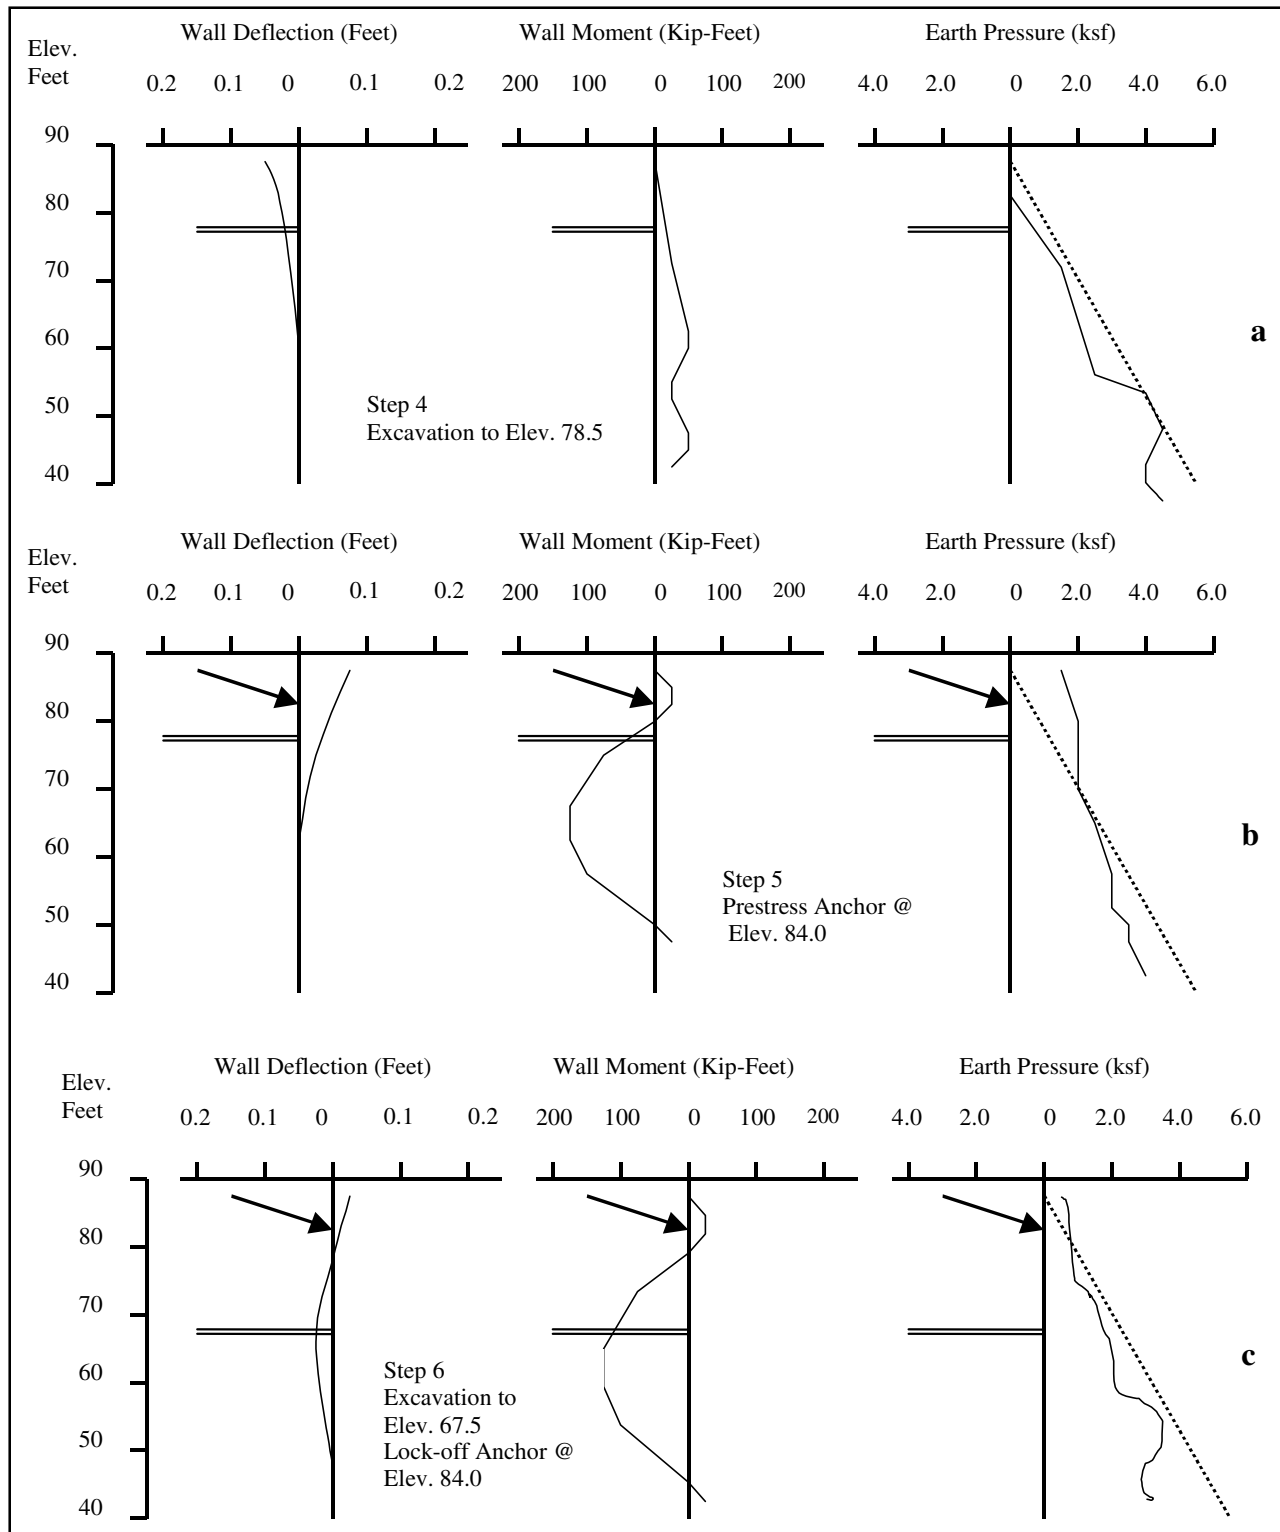 Wall Deflection (Feet) Wall Moment (Kip-Feet) Earth Pressure (ksf)
Elev.
Feet
0.2 0.1 0 0.1 0.2 200 100 0 100 200 4.0 2.0 0 2.0 4.0 6.0
90
80
70
60
a
50
40
Step 4
Excavation to Elev. 78.5
Wall Deflection (Feet) Wall Moment (Kip-Feet) Earth Pressure (ksf)
Elev.
Feet
0.2 0.1 0 0.1 0.2 200 100 0 100 200 4.0 2.0 0 2.0 4.0 6.0
90
80
70
60
b
50
40
Step 5
Prestress Anchor @
Elev. 84.0
Wall Deflection (Feet) Wall Moment (Kip-Feet) Earth Pressure (ksf)
Elev.
Feet
0.2 0.1 0 0.1 0.2 200 100 0 100 200 4.0 2.0 0 2.0 4.0 6.0
90
80
70
60
c
50
40
Step 6
Excavation to
Elev. 67.5
Lock-off Anchor @
Elev. 84.0